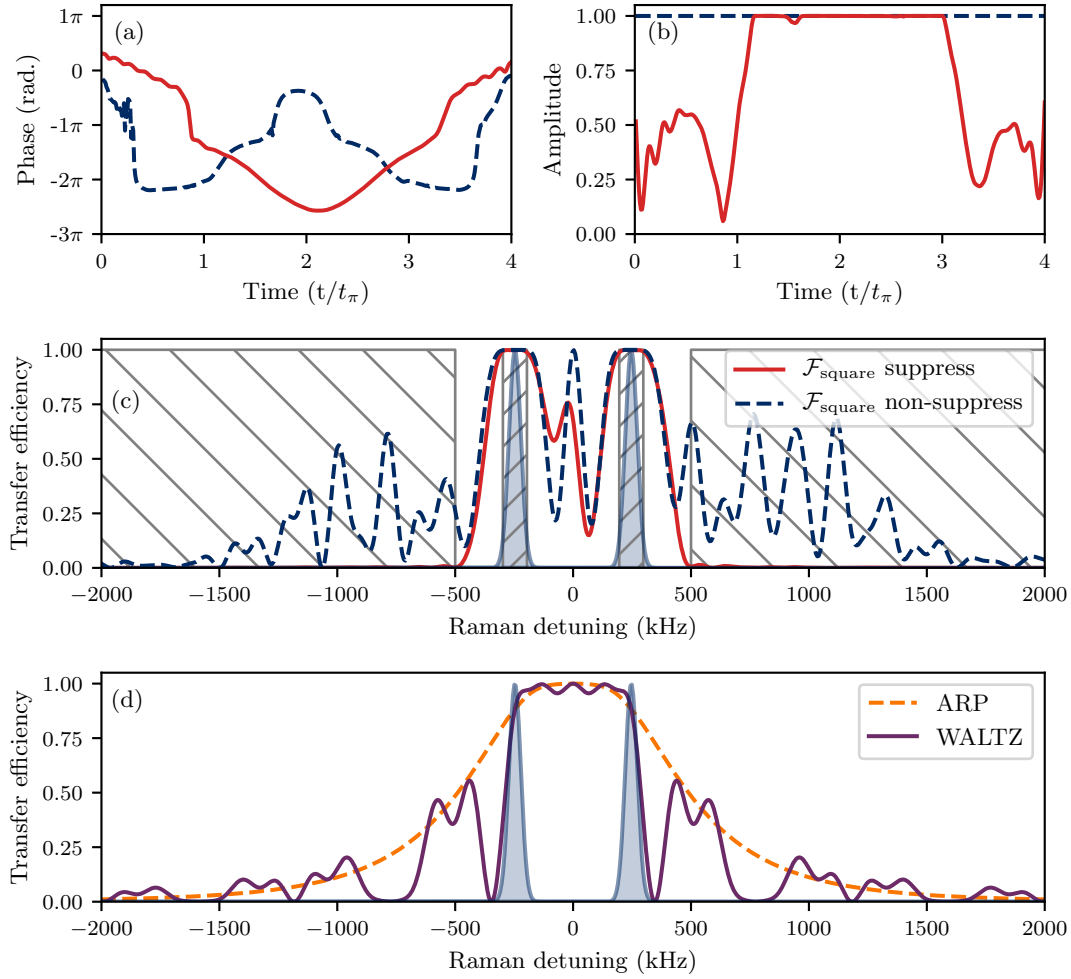 (a)
1π
0
-1π
-2π
-3π
Phase (rad.)
0 1 2 3 4
Time (t/t_π)
(b)
1.00
0.75
0.50
0.25
0.00
Amplitude
0 1 2 3 4
Time (t/t_π)
(c)
1.00
0.75
0.50
0.25
0.00
Transfer efficiency
ℱ_square suppress
ℱ_square non-suppress
−2000 −1500 −1000 −500 0 500 1000 1500 2000
Raman detuning (kHz)
(d)
1.00
0.75
0.50
0.25
0.00
Transfer efficiency
ARP
WALTZ
−2000 −1500 −1000 −500 0 500 1000 1500 2000
Raman detuning (kHz)